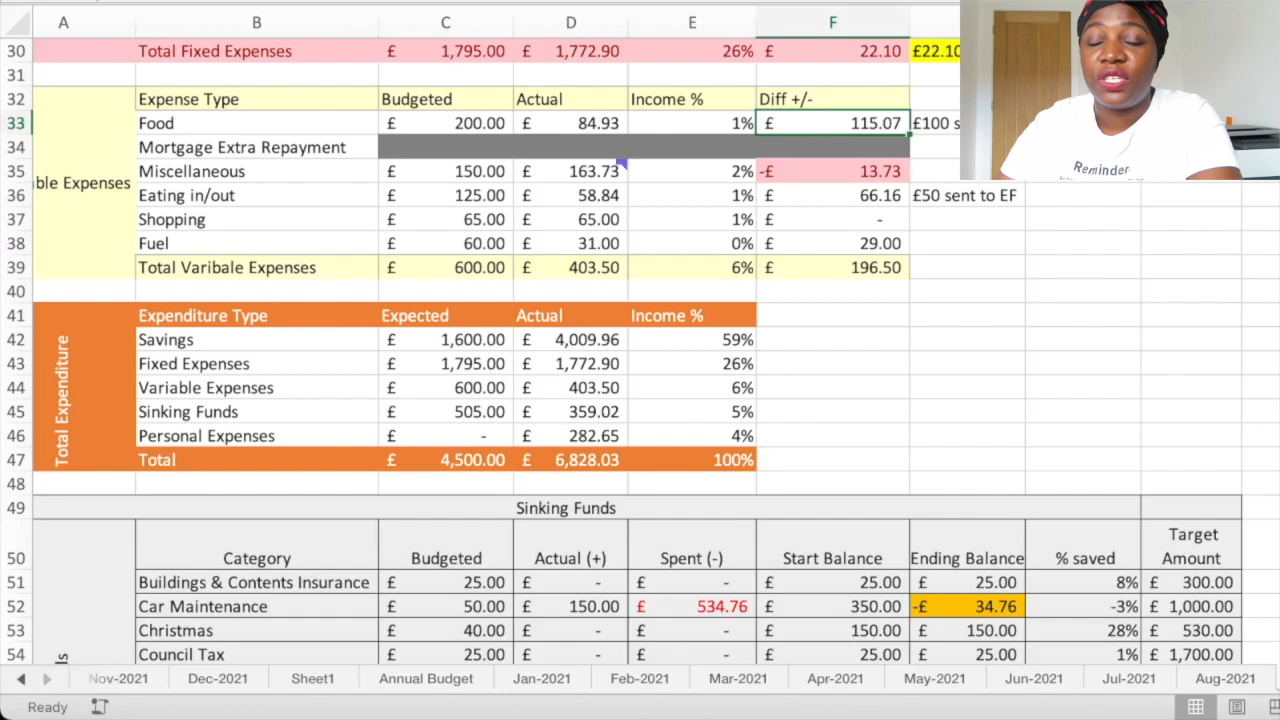 A B C D E F
30 Total Fixed Expenses £ 1,795.00 £ 1,772.90 26% £ 22.10 £22.10
31
32 Expense Type Budgeted Actual Income % Diff +/-
33 Food £ 200.00 £ 84.93 1% £ 115.07 £100 s
34 Mortgage Extra Repayment
35 Miscellaneous £ 150.00 £ 163.73 2% -£ 13.73
ble Expenses
36 Eating in/out £ 125.00 £ 58.84 1% £ 66.16 £50 sent to EF
37 Shopping £ 65.00 £ 65.00 1% £ -
38 Fuel £ 60.00 £ 31.00 0% £ 29.00
39 Total Varibale Expenses £ 600.00 £ 403.50 6% £ 196.50
40
41 Expenditure Type Expected Actual Income %
42 Savings £ 1,600.00 £ 4,009.96 59%
43 Fixed Expenses £ 1,795.00 £ 1,772.90 26%
44 Variable Expenses £ 600.00 £ 403.50 6%
45 Sinking Funds £ 505.00 £ 359.02 5%
46 Personal Expenses £ - £ 282.65 4%
47 Total £ 4,500.00 £ 6,828.03 100%
Total Expenditure
48
49 Sinking Funds
50 Category Budgeted Actual (+) Spent (-) Start Balance Ending Balance % saved Target Amount
51 Buildings & Contents Insurance £ 25.00 £ - £ - £ 25.00 £ 25.00 8% £ 300.00
52 Car Maintenance £ 50.00 £ 150.00 £ 534.76 £ 350.00 -£ 34.76 -3% £ 1,000.00
53 Christmas £ 40.00 £ - £ - £ 150.00 £ 150.00 28% £ 530.00
54 Council Tax £ 25.00 £ - £ - £ 25.00 £ 25.00 1% £ 1,700.00
ls
Nov-2021 Dec-2021 Sheet1 Annual Budget Jan-2021 Feb-2021 Mar-2021 Apr-2021 May-2021 Jun-2021 Jul-2021 Aug-2021
Ready
Reminder